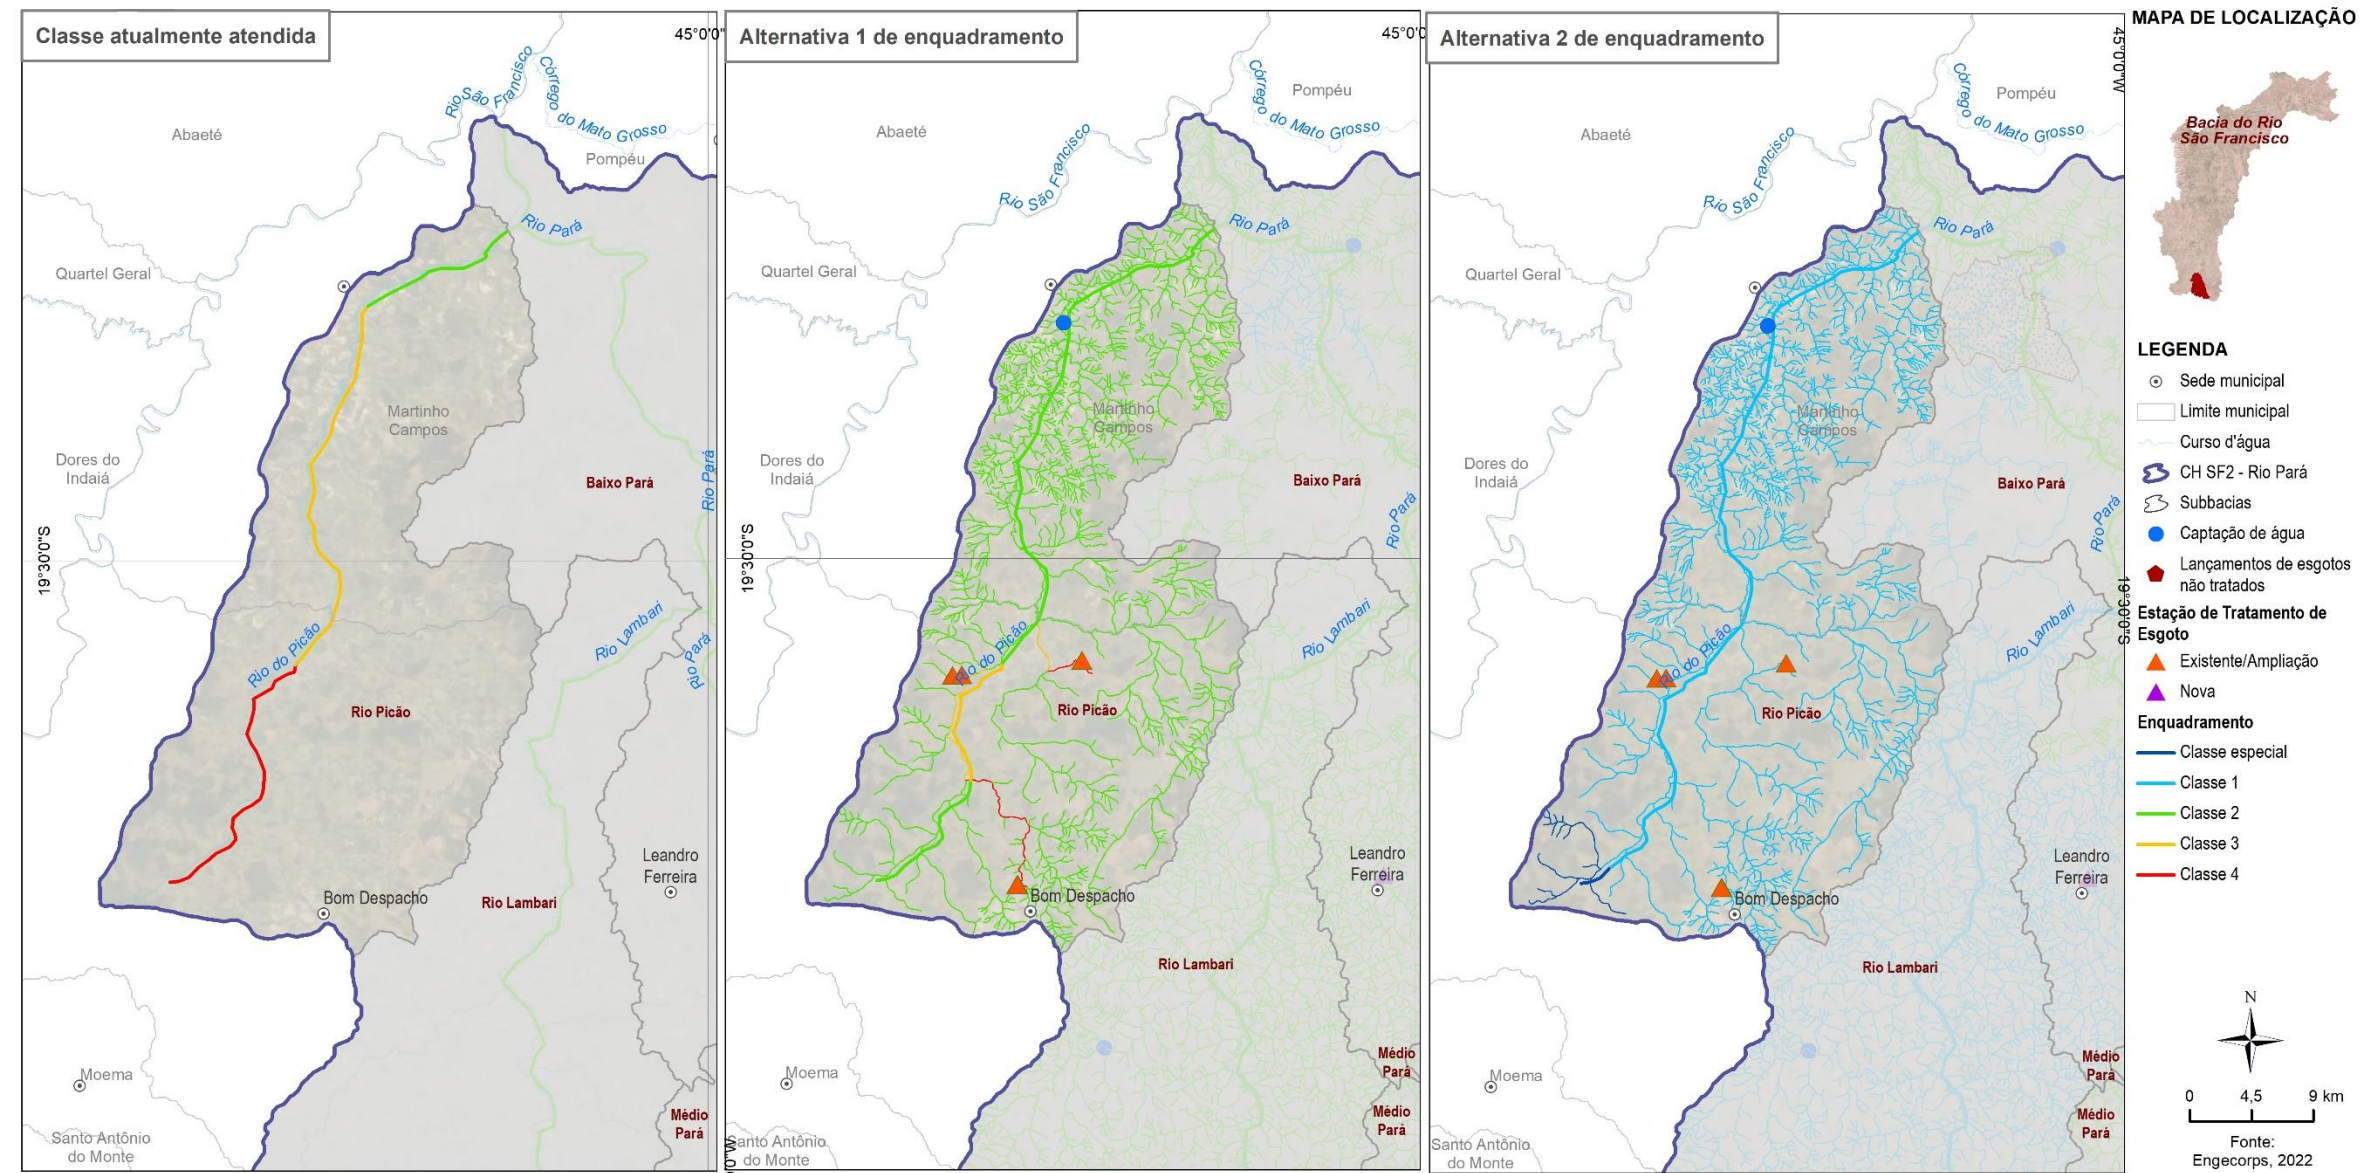 Classe atualmente atendida
45°0'0"
Rio São Francisco
Córrego
do Mato Grosso
Abaeté
Pompéu
Rio Pará
Quartel Geral
Martinho
Campos
Dores do
Indaiá
Baixo Pará
Rio Pará
19°30'0"S
Rio do Picão
Rio Lambari
Rio Pará
Rio Picão
Leandro
Ferreira
Bom Despacho
Rio Lambari
Moema
Médio
Pará
Santo Antônio
do Monte
Alternativa 1 de enquadramento
45°0'0
Córrego
do Mato Grosso
Pompéu
Abaeté
Rio São Francisco
Rio Pará
Quartel Geral
Martinho
Campos
Dores do
Indaiá
Baixo Pará
Rio Pará
19°30'0"S
Rio do Picão
Rio Lambari
Rio Picão
Leandro
Ferreira
Bom Despacho
Rio Lambari
Moema
Médio
Pará
Médio
Pará
Santo Antônio
do Monte
0'0"W
Alternativa 2 de enquadramento
45°0'0"W
Córrego
do Mato Grosso
Pompéu
Abaeté
Rio São Francisco
Rio Pará
Quartel Geral
Martinho
Campos
Dores do
Indaiá
Baixo Pará
Rio Pará
19°30'0"S
Rio do Picão
Rio Lambari
Rio Picão
Leandro
Ferreira
Bom Despacho
Rio Lambari
Moema
Médio
Pará
Médio
Pará
Santo Antônio
do Monte
MAPA DE LOCALIZAÇÃO
Bacia do Rio
São Francisco
LEGENDA
Sede municipal
Limite municipal
Curso d'água
CH SF2 - Rio Pará
Subbacias
Captação de água
Lançamentos de esgotos
não tratados
Estação de Tratamento de
Esgoto
Existente/Ampliação
Nova
Enquadramento
Classe especial
Classe 1
Classe 2
Classe 3
Classe 4
N
0 4,5 9 km
Fonte:
Engecorps, 2022